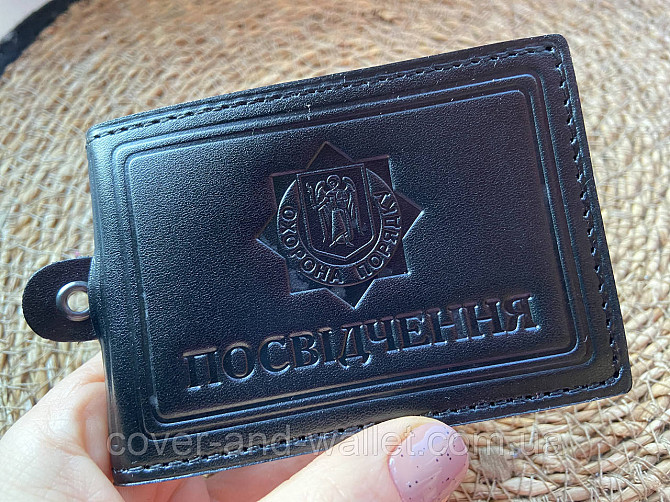 ОХОРОНА ПОРЯДКУ
ПОСВІДЧЕННЯ
cover-and-wallet.com.ua